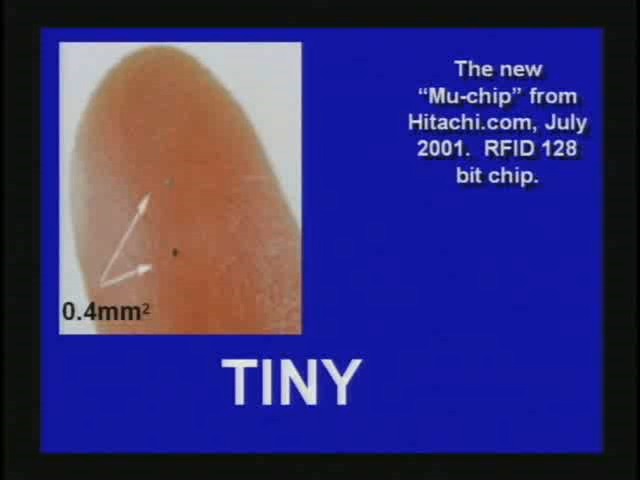 The new
“Mu-chip” from
Hitachi.com, July
2001.  RFID 128
bit chip.
0.4mm²
TINY